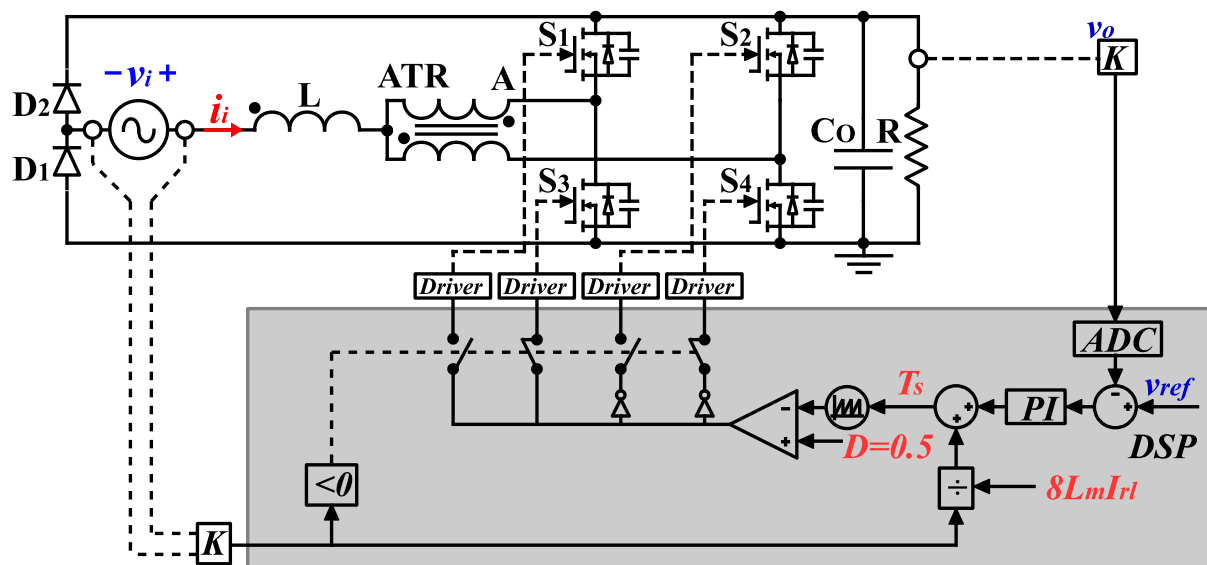 S1
S2
vo
K
- vi +
ATR
A
D2
L
ii
Co
R
D1
S3
S4
Driver
Driver
Driver
Driver
ADC
Ts
-
vref
+
PI
+
+
-
+
D=0.5
DSP
<0
÷
8LmIrl
K